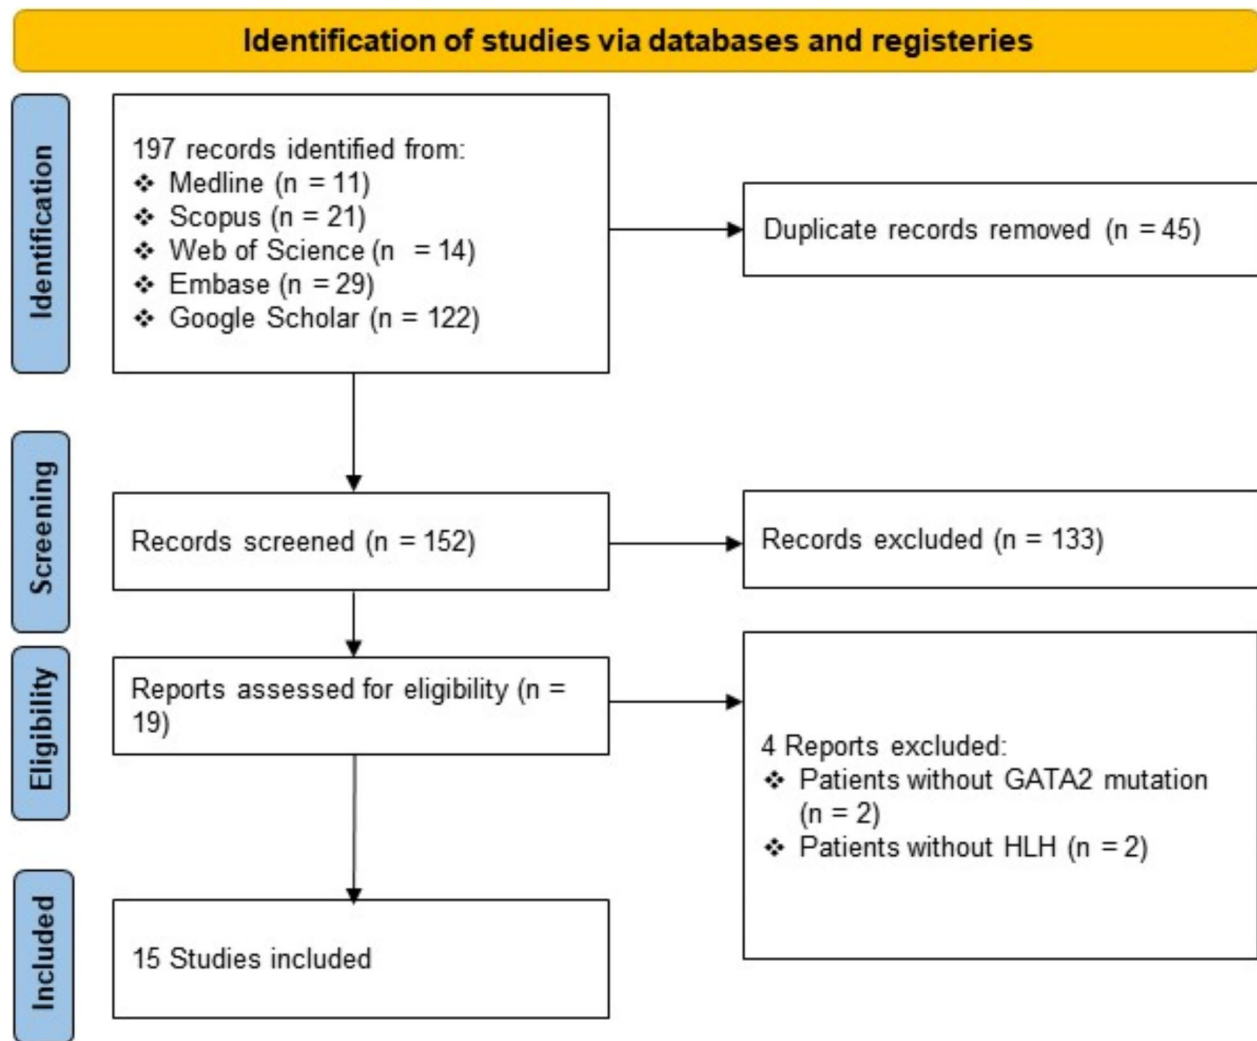 Identification of studies via databases and registeries
Identification
197 records identified from:
❖ Medline (n = 11)
❖ Scopus (n = 21)
❖ Web of Science (n = 14)
❖ Embase (n = 29)
❖ Google Scholar (n = 122)
Duplicate records removed (n = 45)
Screening
Records screened (n = 152)
Records excluded (n = 133)
Eligibility
Reports assessed for eligibility (n =
19)
4 Reports excluded:
❖ Patients without GATA2 mutation
(n = 2)
❖ Patients without HLH (n = 2)
Included
15 Studies included